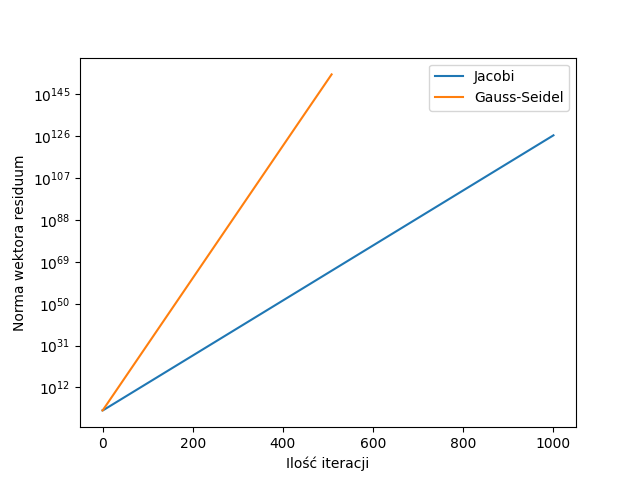 Jacobi
Gauss-Seidel
Norma wektora residuum
10^145
10^126
10^107
10^88
10^69
10^50
10^31
10^12
0 200 400 600 800 1000
Ilość iteracji